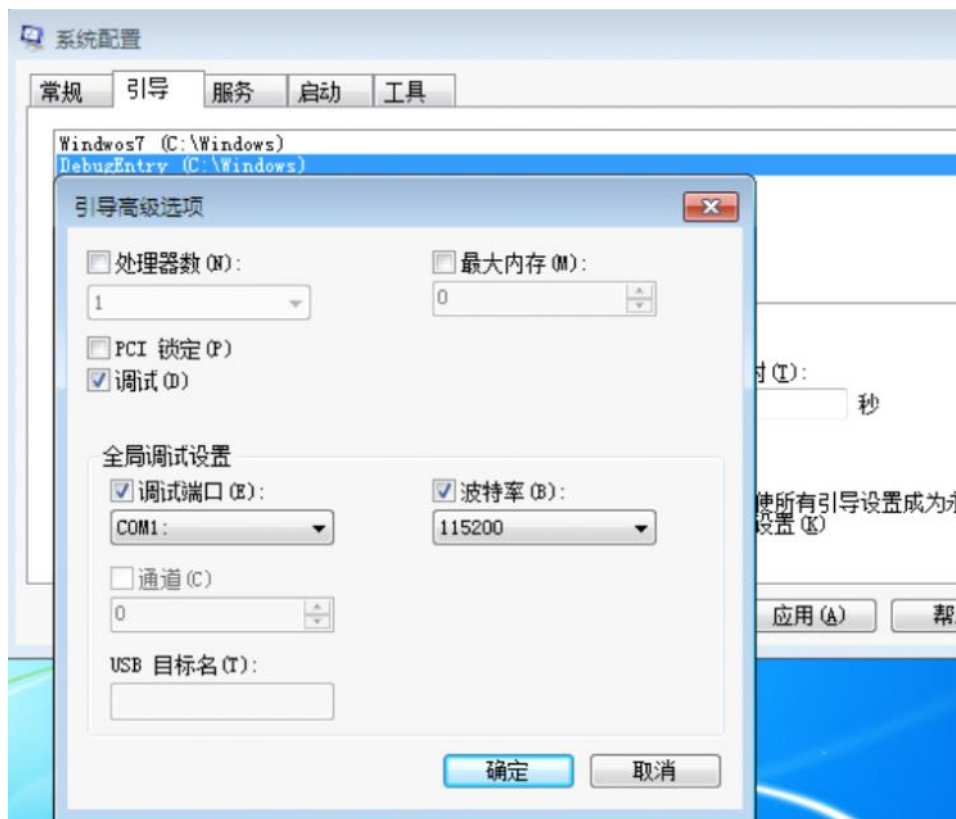 系统配置
常规 引导 服务 启动 工具
Windwos7 (C:\Windows)
DebugEntry (C:\Windows)
引导高级选项
处理器数(N): 最大内存(M):
1 0
PCI 锁定(P)
调试(D)
时(T):
秒
全局调试设置
调试端口(E): 波特率(B):
COM1: 115200
使所有引导设置成为永
设置(K)
通道(C)
0
应用(A) 帮
USB 目标名(T):
确定 取消